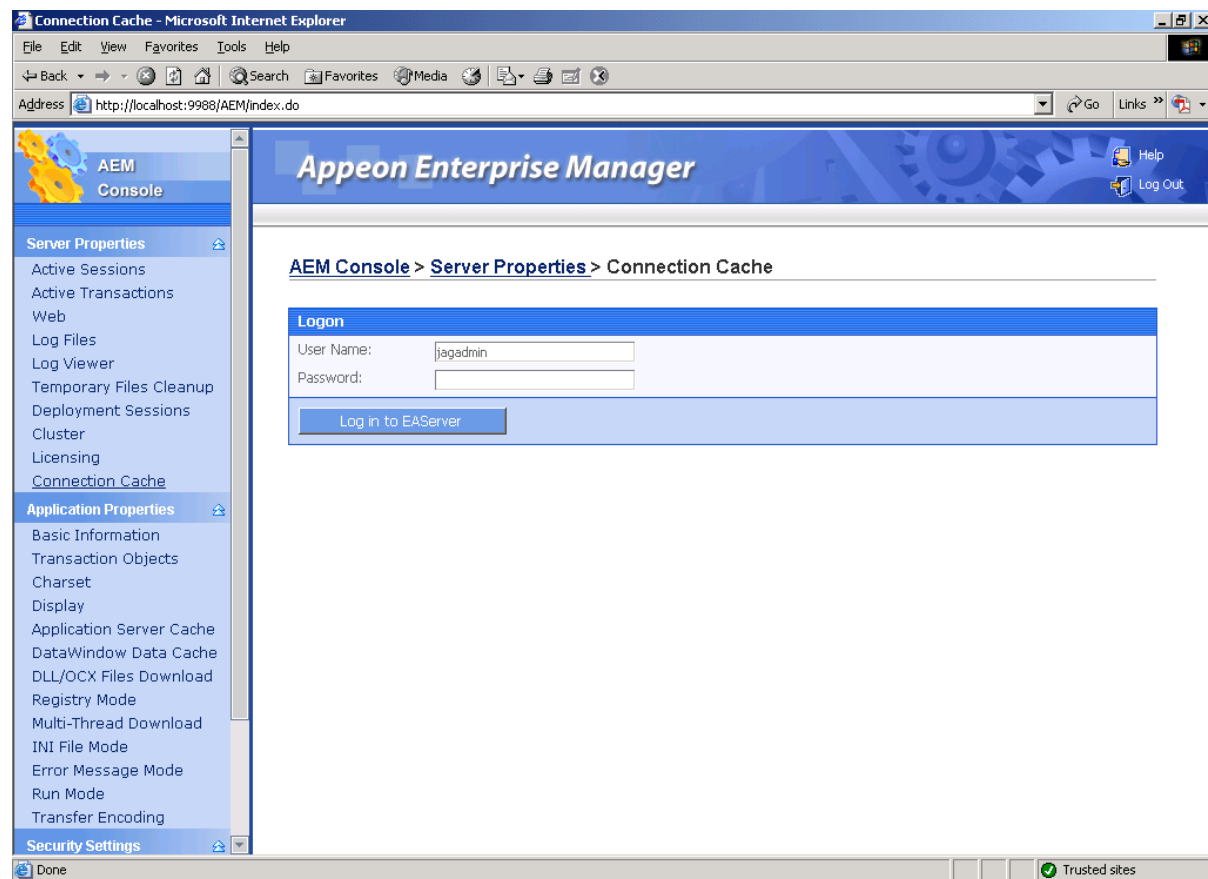 Connection Cache - Microsoft Internet Explorer
File Edit View Favorites Tools Help
Back Search Favorites Media
Address http://localhost:9988/AEM/index.do Go Links »
AEM
Console
Appeon Enterprise Manager
Help
Log Out
Server Properties
Active Sessions
Active Transactions
Web
Log Files
Log Viewer
Temporary Files Cleanup
Deployment Sessions
Cluster
Licensing
Connection Cache
Application Properties
Basic Information
Transaction Objects
Charset
Display
Application Server Cache
DataWindow Data Cache
DLL/OCX Files Download
Registry Mode
Multi-Thread Download
INI File Mode
Error Message Mode
Run Mode
Transfer Encoding
Security Settings
AEM Console > Server Properties > Connection Cache
Logon
User Name: jagadmin
Password:
Log in to EAServer
Done Trusted sites